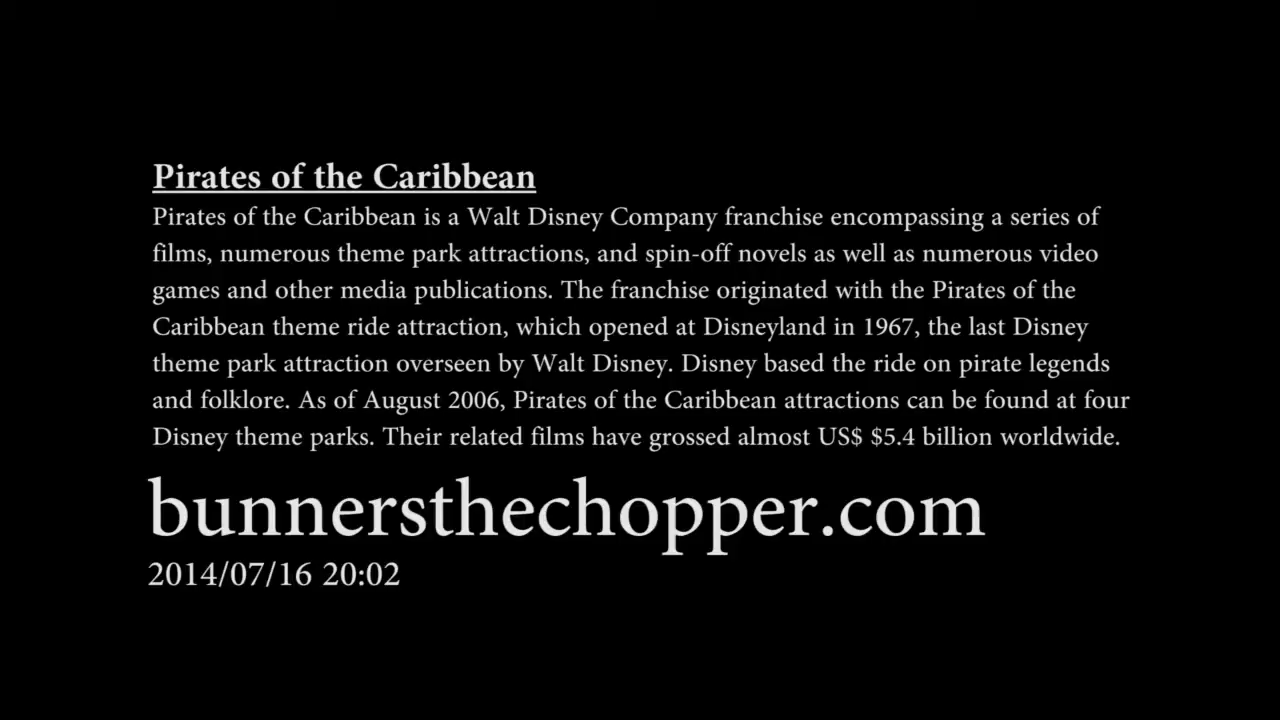 Pirates of the Caribbean
Pirates of the Caribbean is a Walt Disney Company franchise encompassing a series of
films, numerous theme park attractions, and spin-off novels as well as numerous video
games and other media publications. The franchise originated with the Pirates of the
Caribbean theme ride attraction, which opened at Disneyland in 1967, the last Disney
theme park attraction overseen by Walt Disney. Disney based the ride on pirate legends
and folklore. As of August 2006, Pirates of the Caribbean attractions can be found at four
Disney theme parks. Their related films have grossed almost US$ $5.4 billion worldwide.
bunnersthechopper.com
2014/07/16 20:02